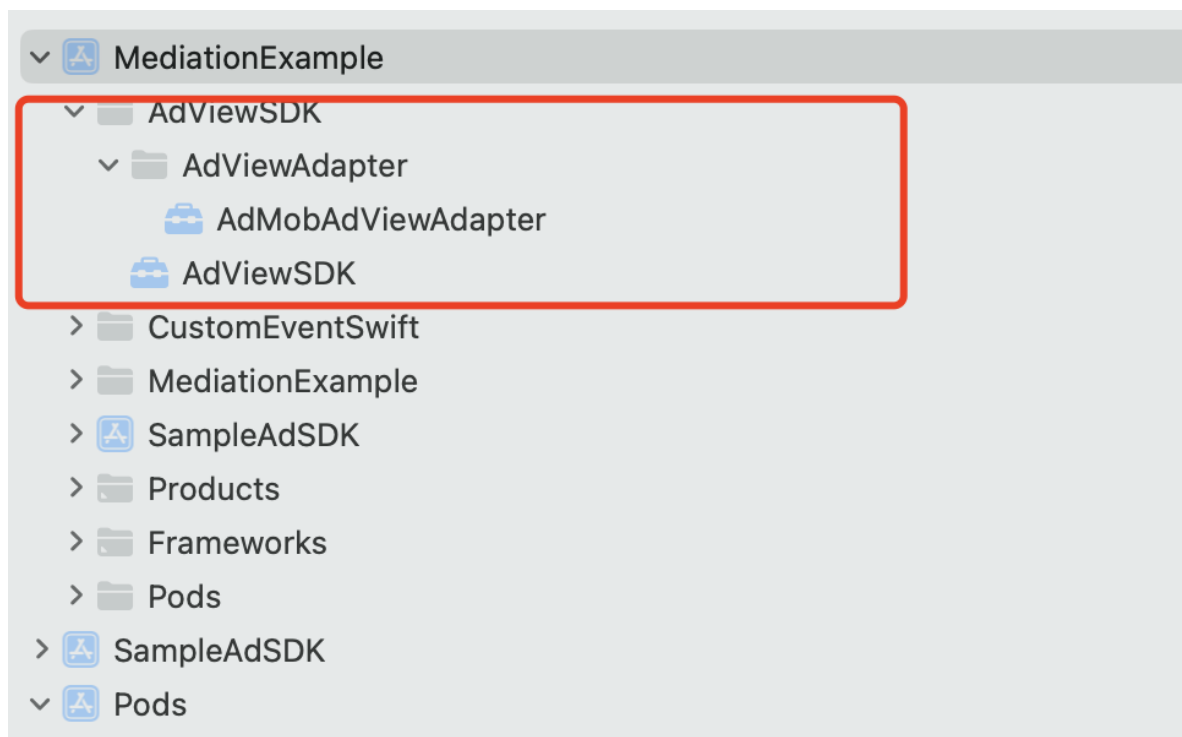 MediationExample
AdViewSDK
AdViewAdapter
AdMobAdViewAdapter
AdViewSDK
CustomEventSwift
MediationExample
SampleAdSDK
Products
Frameworks
Pods
SampleAdSDK
Pods